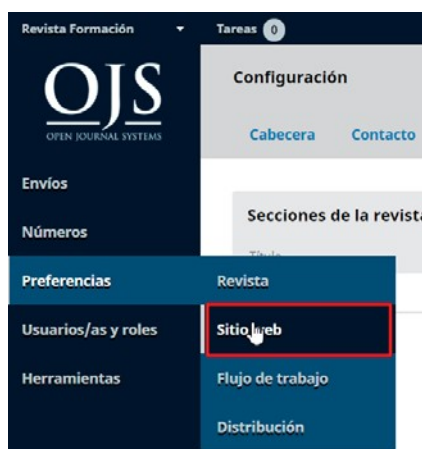 Revista Formación
Tareas 0
OJS
OPEN JOURNAL SYSTEMS
Configuración
Cabecera Contacto
Envíos
Números
Secciones de la revista
Título
Preferencias
Revista
Usuarios/as y roles
Sitio web
Herramientas
Flujo de trabajo
Distribución